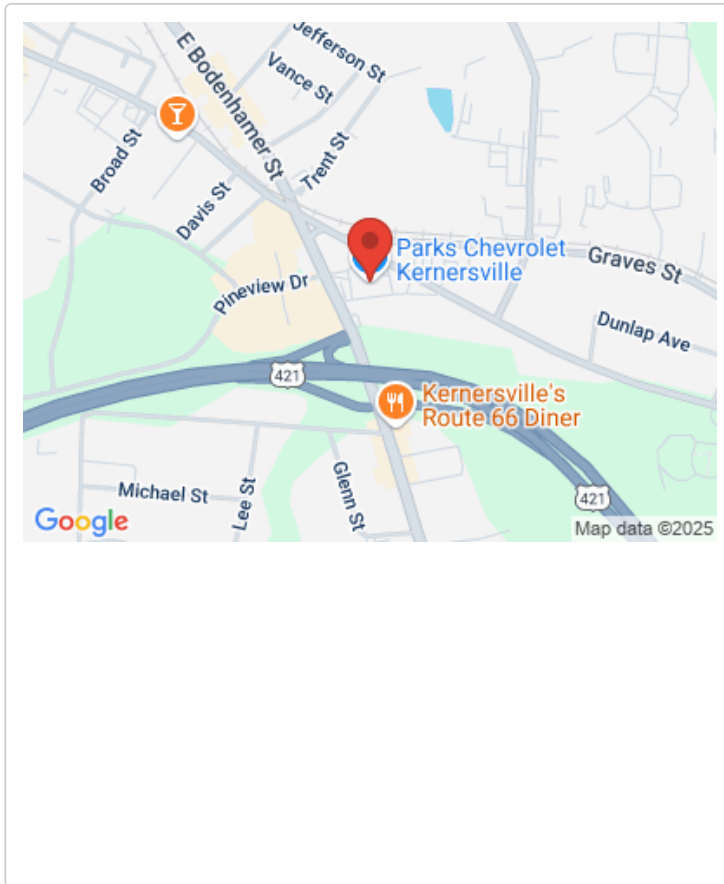 Jefferson St
E Bodenhamer St
Vance St
Broad St
Trent St
Davis St
Parks Chevrolet
Kernersville
Graves St
Pineview Dr
Dunlap Ave
421
Kernersville's
Route 66 Diner
Michael St
Lee St
Glenn St
421
Google
Map data ©2025